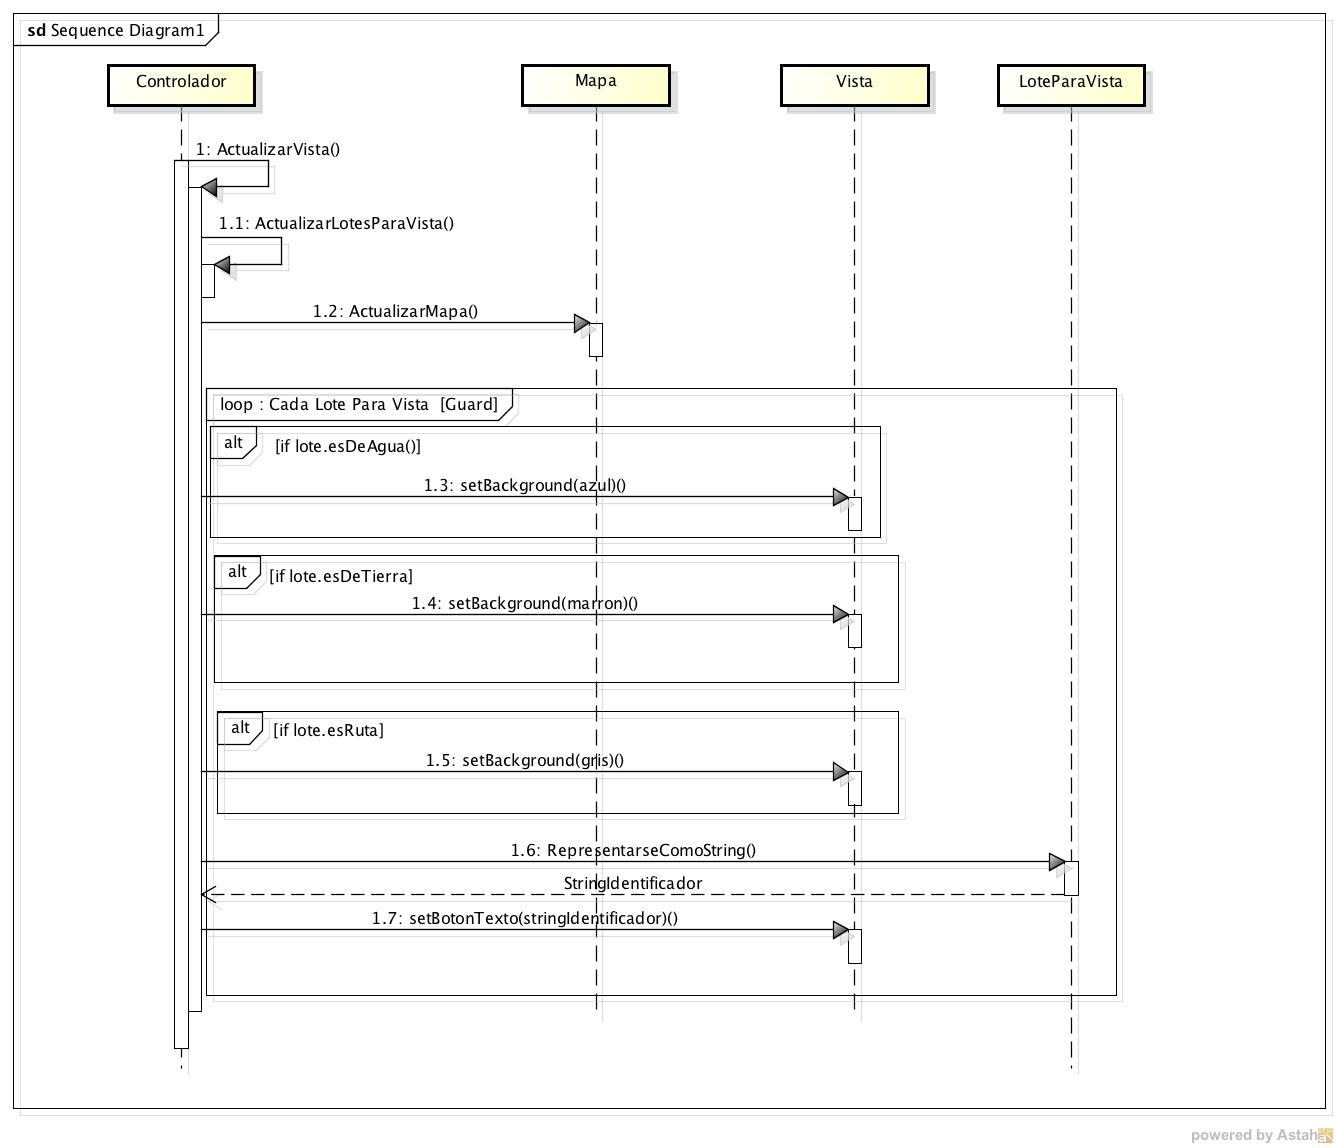 sd Sequence Diagram1
Controlador
Mapa
Vista
LoteParaVista
1: ActualizarVista()
1.1: ActualizarLotesParaVista()
1.2: ActualizarMapa()
loop : Cada Lote Para Vista [Guard]
alt [if lote.esDeAgua()]
1.3: setBackground(azul)()
alt [if lote.esDeTierra]
1.4: setBackground(marron)()
alt [if lote.esRuta]
1.5: setBackground(gris)()
1.6: RepresentarseComoString()
StringIdentificador
1.7: setBotonTexto(stringIdentificador)()
powered by Astah